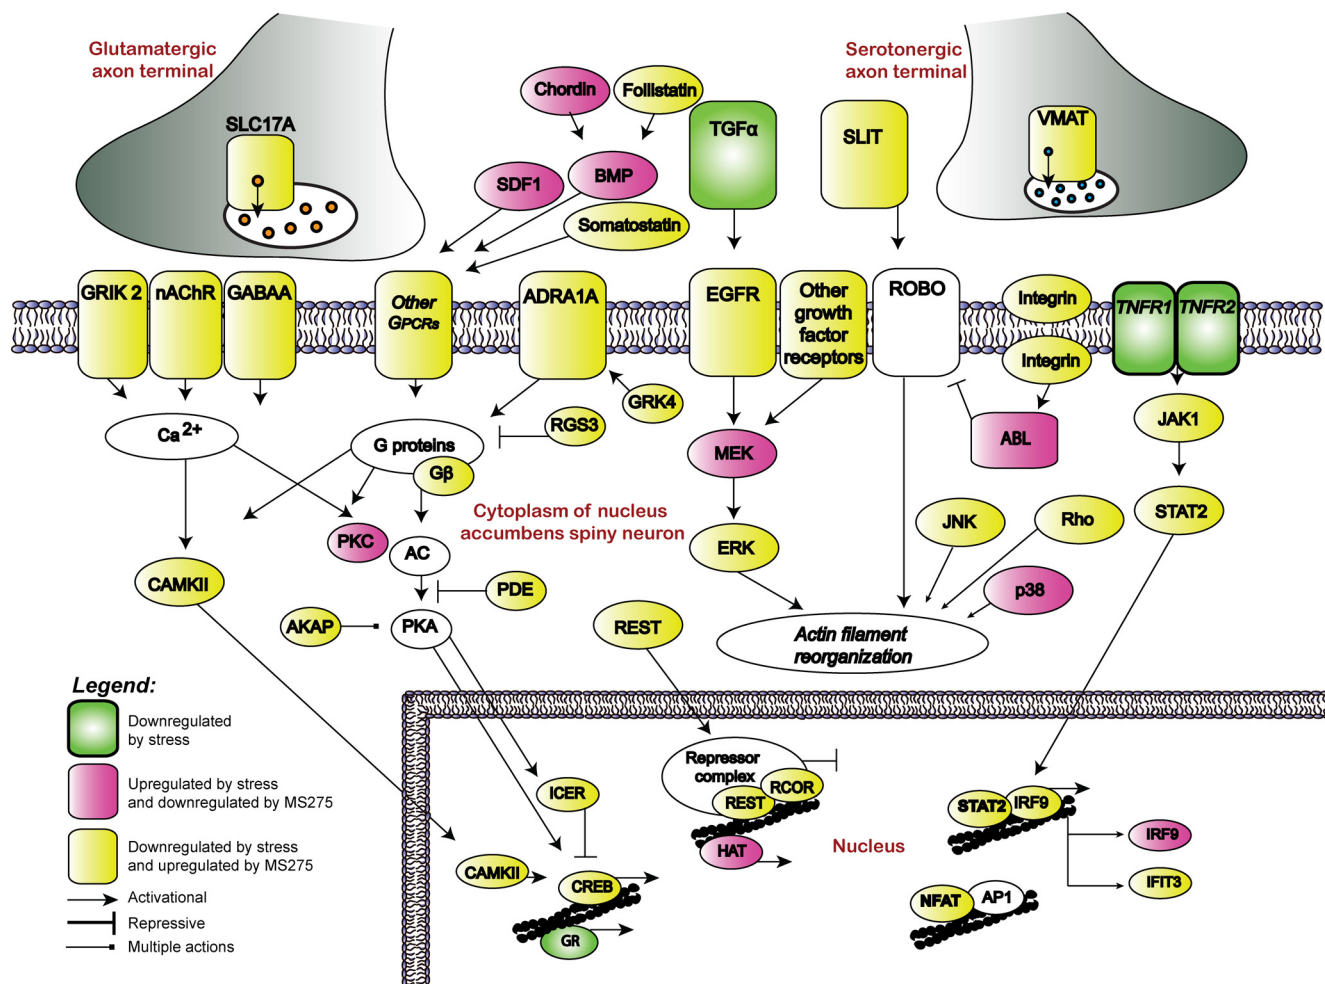 Glutamatergic
axon terminal
SLC17A
Serotonergic
axon terminal
VMAT
Chordin
Follistatin
TGFα
SLIT
SDF1
BMP
Somatostatin
GRIK 2
nAChR
GABAA
Other
GPCRs
ADRA1A
EGFR
Other
growth
factor
receptors
ROBO
Integrin
Integrin
TNFR1
TNFR2
GRK4
RGS3
Ca2+
G proteins
Gβ
MEK
ABL
JAK1
Cytoplasm of nucleus
accumbens spiny neuron
PKC
AC
ERK
JNK
Rho
STAT2
CAMKII
PDE
p38
AKAP
PKA
REST
Actin filament
reorganization
Legend:
Downregulated
by stress
Upregulated by stress
and downregulated by MS275
Downregulated by stress
and upregulated by MS275
Activational
Repressive
Multiple actions
Repressor
complex
REST
RCOR
HAT
ICER
CAMKII
CREB
GR
Nucleus
STAT2
IRF9
IRF9
IFIT3
NFAT
AP1